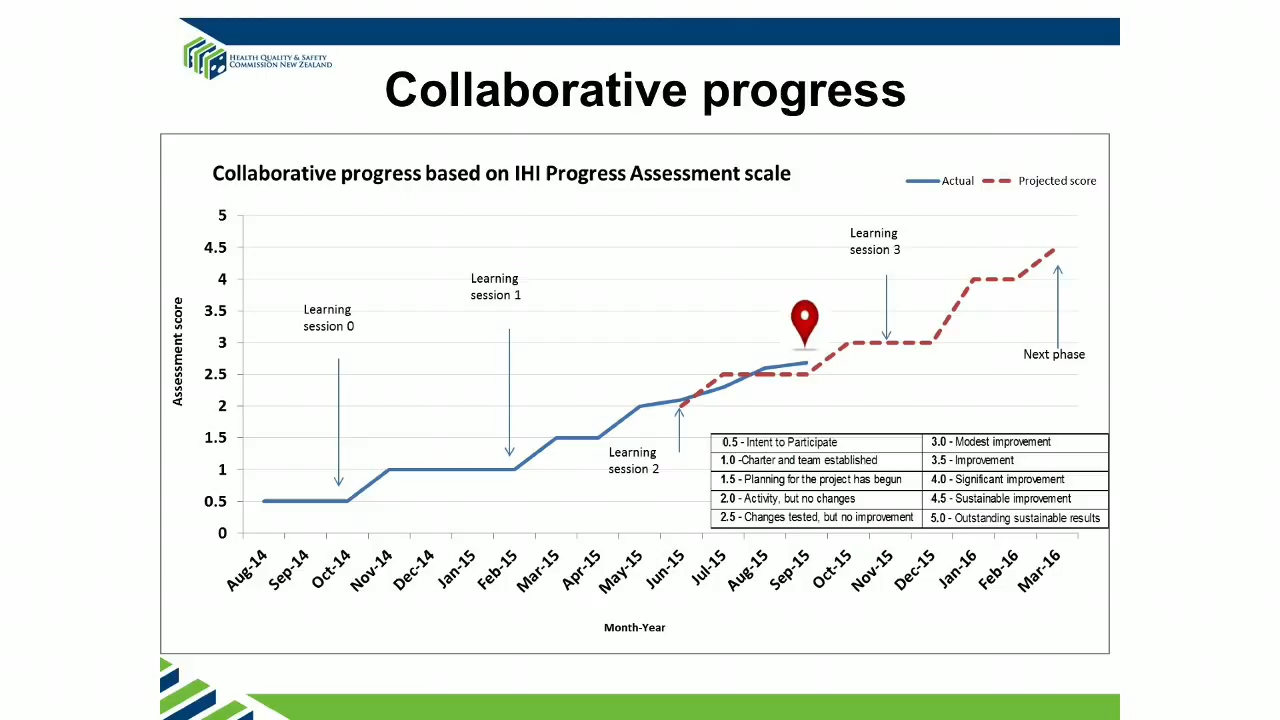 HEALTH QUALITY & SAFETY
COMMISSION NEW ZEALAND
Collaborative progress
Collaborative progress based on IHI Progress Assessment scale
Actual
Projected score
Assessment score
5
4.5
4
3.5
3
2.5
2
1.5
1
0.5
0
Learning
session 0
Learning
session 1
Learning
session 2
Learning
session 3
Next phase
0.5 - Intent to Participate
3.0 - Modest improvement
1.0 -Charter and team established
3.5 - Improvement
1.5 - Planning for the project has begun
4.0 - Significant improvement
2.0 - Activity, but no changes
4.5 - Sustainable improvement
2.5 - Changes tested, but no improvement
5.0 - Outstanding sustainable results
Aug-14
Sep-14
Oct-14
Nov-14
Dec-14
Jan-15
Feb-15
Mar-15
Apr-15
May-15
Jun-15
Jul-15
Aug-15
Sep-15
Oct-15
Nov-15
Dec-15
Jan-16
Feb-16
Mar-16
Month-Year